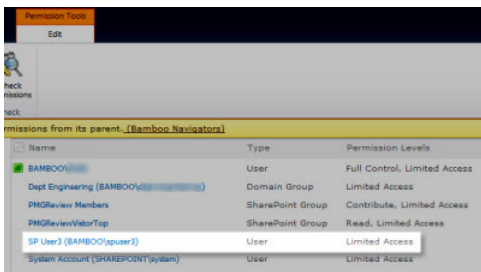 Permission Tools
Edit
heck
missions
heck
rmissions from its parent. (Bamboo Navigators)
Name Type Permission Levels
BAMBOO\ User Full Control, Limited Access
Dept Engineering (BAMBOO\ ) Domain Group Limited Access
PMGReview Members SharePoint Group Contribute, Limited Access
PMGReviewVistorTop SharePoint Group Read, Limited Access
SP User3 (BAMBOO\spuser3) User Limited Access
System Account (SHAREPOINT\system) User Limited Access